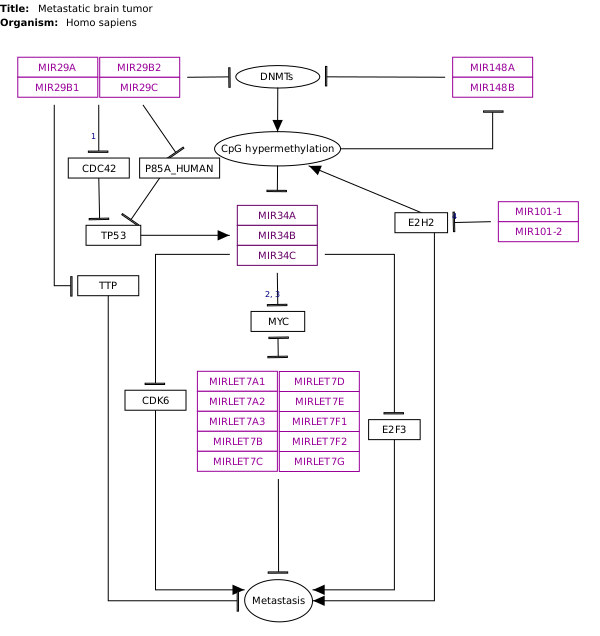 Title: Metastatic brain tumor
Organism: Homo sapiens
MIR29A MIR29B2
MIR29B1 MIR29C
DNMTs
MIR148A
MIR148B
1
CpG hypermethylation
CDC42
P85A_HUMAN
MIR101-1
MIR101-2
MIR34A
MIR34B
MIR34C
E2H2
4
TP53
TTP
2, 3
MYC
MIRLET7A1 MIRLET7D
MIRLET7A2 MIRLET7E
MIRLET7A3 MIRLET7F1
MIRLET7B MIRLET7F2
MIRLET7C MIRLET7G
CDK6
E2F3
Metastasis